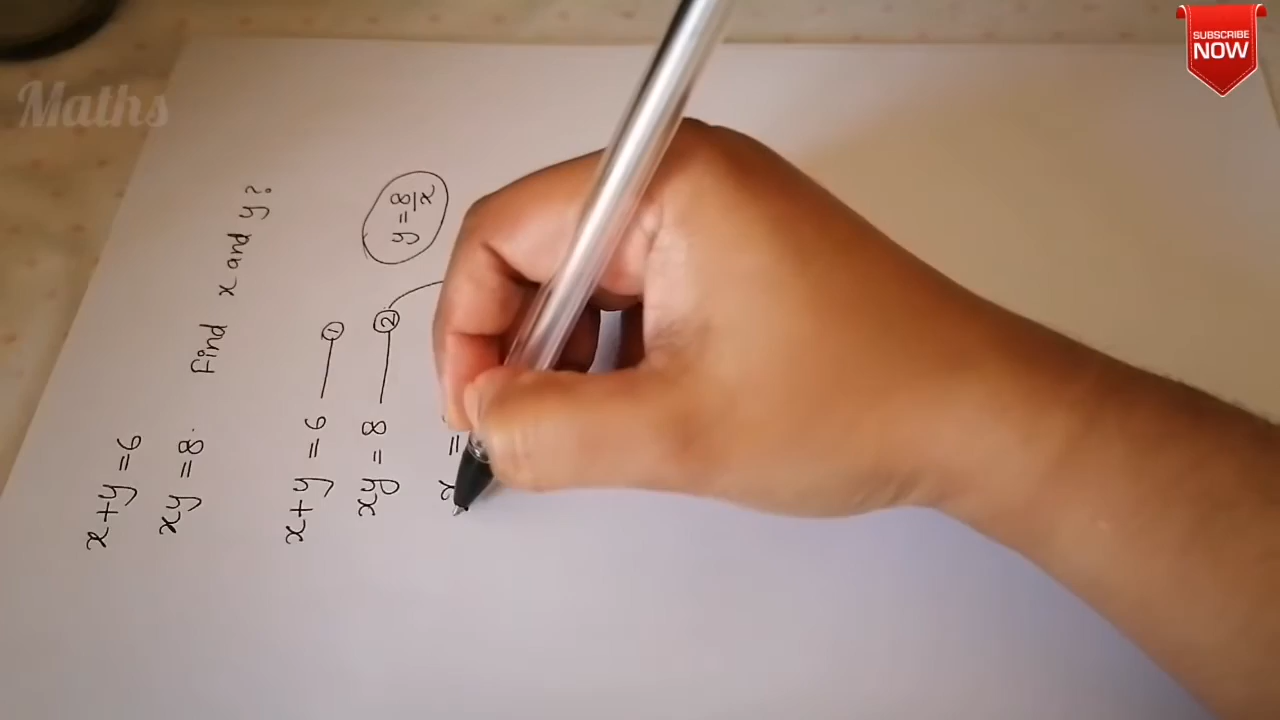 Maths
SUBSCRIBE
NOW
x+y=6
xy=8. Find x and y?
x+y=6 ①
xy=8 ②
y=8/x